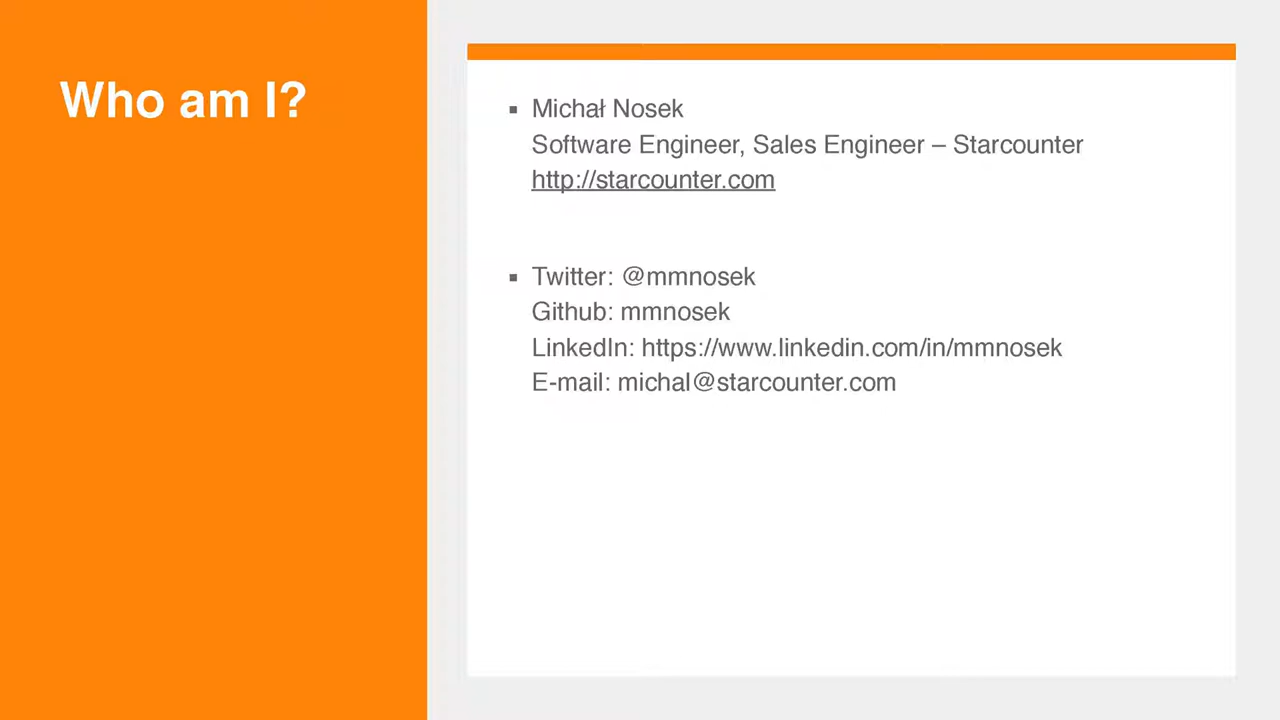 Who am I?
▪ Michał Nosek
Software Engineer, Sales Engineer – Starcounter
http://starcounter.com
▪ Twitter: @mmnosek
Github: mmnosek
LinkedIn: https://www.linkedin.com/in/mmnosek
E-mail: michal@starcounter.com